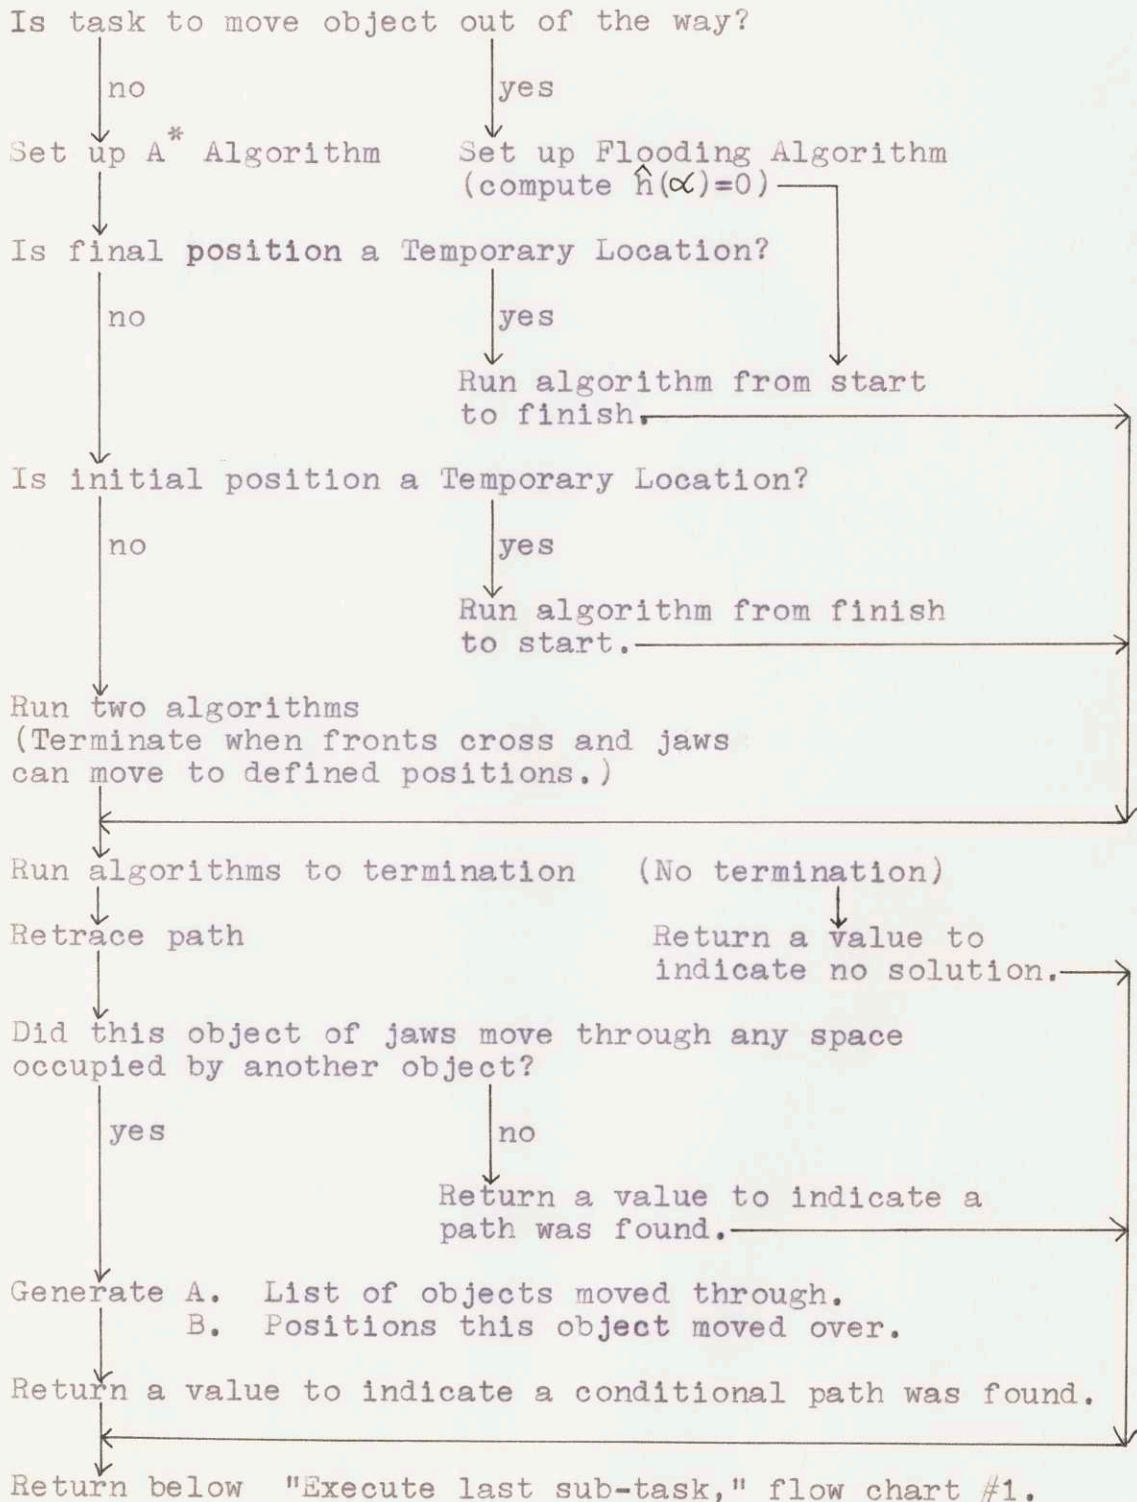 Is task to move object out of the way?
no yes
Set up A* Algorithm Set up Flooding Algorithm
(compute ĥ(α)=0)
Is final position a Temporary Location?
no yes
Run algorithm from start
to finish.
Is initial position a Temporary Location?
no yes
Run algorithm from finish
to start.
Run two algorithms
(Terminate when fronts cross and jaws
can move to defined positions.)
Run algorithms to termination (No termination)
Retrace path Return a value to
indicate no solution.
Did this object of jaws move through any space
occupied by another object?
yes no
Return a value to indicate a
path was found.
Generate A. List of objects moved through.
B. Positions this object moved over.
Return a value to indicate a conditional path was found.
Return below "Execute last sub-task," flow chart #1.